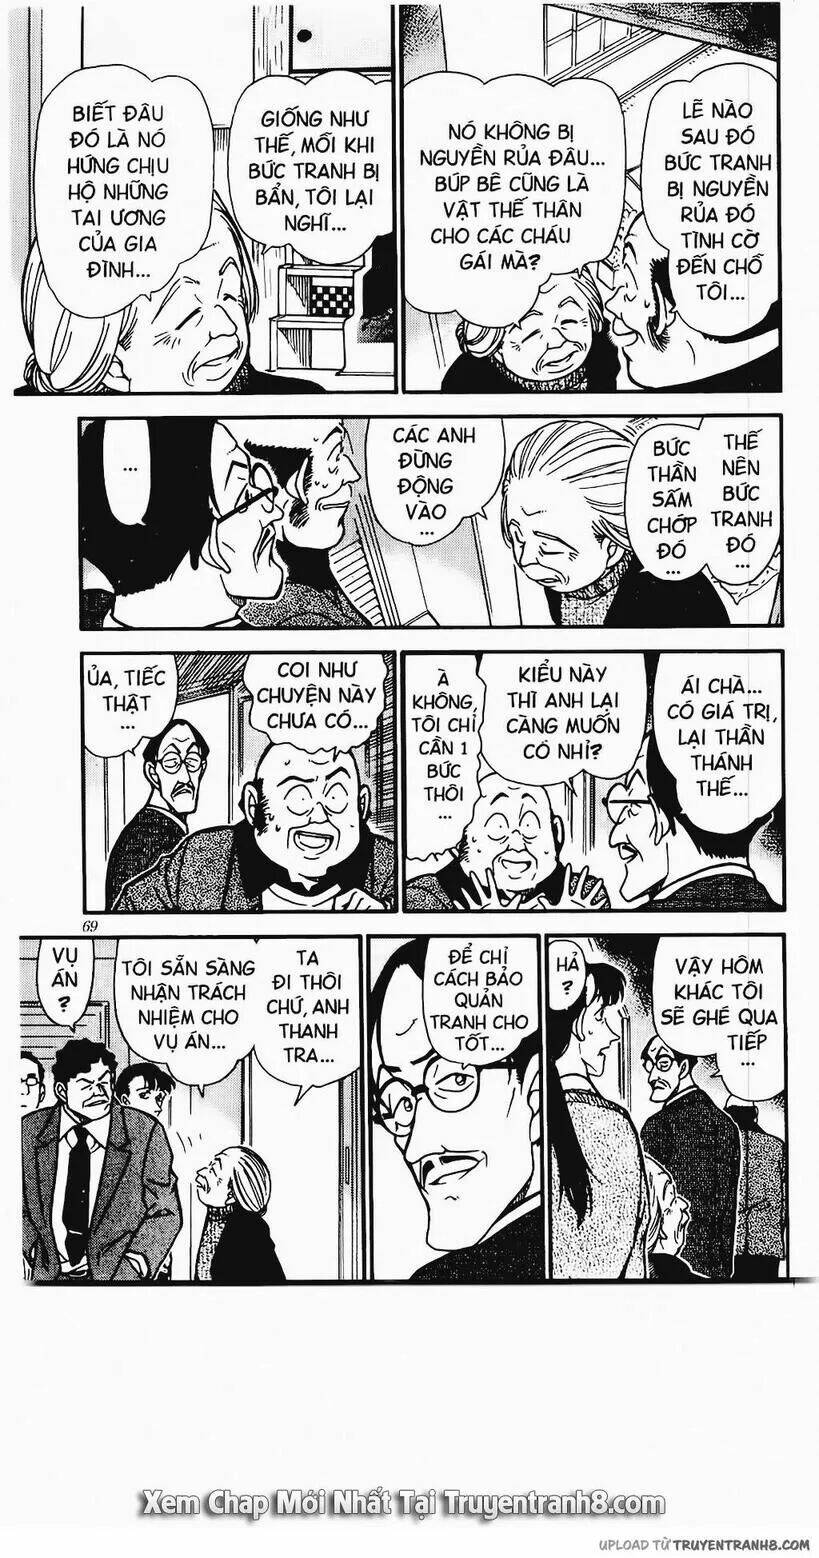 LẼ NÀO
SAU ĐÓ
BỨC TRANH
BỊ NGUYỀN
RỦA ĐÓ
TÌNH CỜ
ĐẾN CHỖ
TÔI...
NÓ KHÔNG BỊ
NGUYỀN RỦA ĐÂU...
BÚP BÊ CŨNG LÀ
VẬT THẾ THÂN
CHO CÁC CHÁU
GÁI MÀ?
GIỐNG NHƯ
THẾ, MỖI KHI
BỨC TRANH BỊ
BẨN, TÔI LẠI
NGHĨ...
BIẾT ĐÂU
ĐÓ LÀ NÓ
HỨNG CHỊU
HỘ NHỮNG
TAI ƯƠNG
CỦA GIA
ĐÌNH...
THẾ
NÊN
BỨC
TRANH
ĐÓ
...
BỨC
THẦN
SẤM
CHỚP
ĐÓ
...
CÁC ANH
ĐỪNG
ĐỘNG
VÀO
...
...
ÁI CHÀ...
CÓ GIÁ TRỊ,
LẠI THẦN
THÁNH
THẾ...
KIỂU NÀY
THÌ ANH LẠI
CÀNG MUỐN
CÓ NHỈ?
À
KHÔNG,
TÔI CHỈ
CẦN 1
BỨC
THÔI
...
COI NHƯ
CHUYỆN NÀY
CHƯA CÓ...
ỦA, TIẾC
THẬT
...
69
VẬY HÔM
KHÁC TÔI
SẼ GHÉ QUA
TIẾP
...
HẢ?
ĐỂ CHỈ
CÁCH BẢO
QUẢN
TRANH CHO
TỐT...
TA
ĐI THÔI
CHỨ, ANH
THANH
TRA...
TÔI SẴN SÀNG
NHẬN TRÁCH
NHIỆM CHO
VỤ ÁN...
VỤ
ÁN?
Xem Chap Mới Nhất Tại Truyentranh8.com
UPLOAD TỪ TRUYENTRANH8.COM